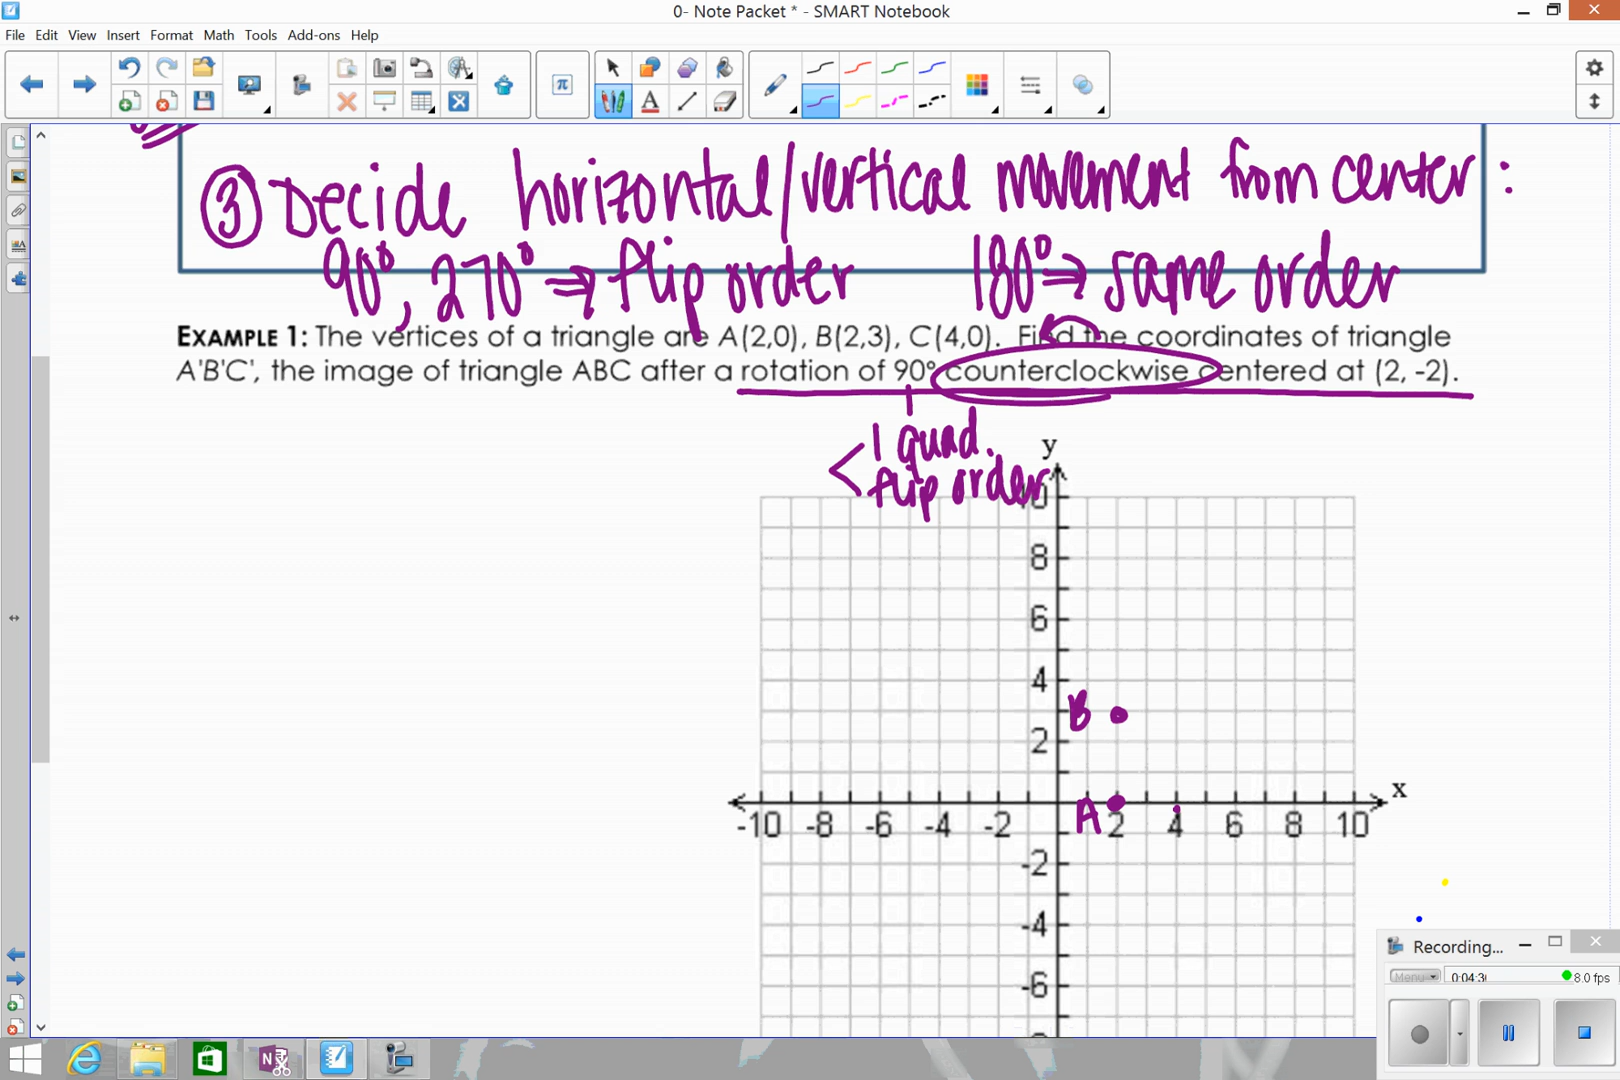 0- Note Packet * - SMART Notebook
File Edit View Insert Format Math Tools Add-ons Help
③ Decide horizontal/vertical movement from center:
90°, 270° ⇒ flip order 180° ⇒ same order
EXAMPLE 1: The vertices of a triangle are A(2,0), B(2,3), C(4,0). Find the coordinates of triangle
A'B'C', the image of triangle ABC after a rotation of 90° counterclockwise centered at (2, -2).
1 quad.
flip order
y
10
8
6
4
B
2
x
A
-10 -8 -6 -4 -2 2 4 6 8 10
-2
-4
-6
Recording...
Menu 0:04:3 8.0 fps